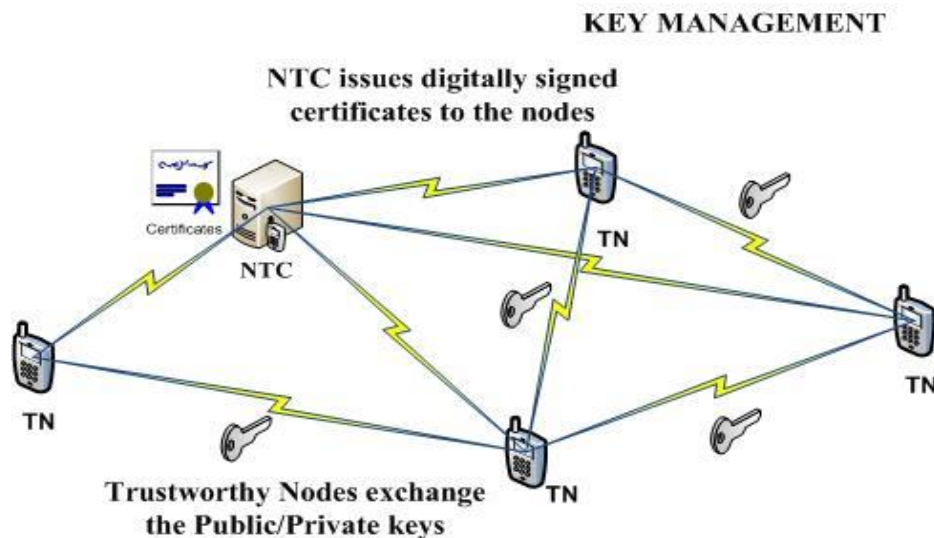 KEY MANAGEMENT
NTC issues digitally signed
certificates to the nodes
Certificates
NTC
TN
TN
TN
TN
Trustworthy Nodes exchange
the Public/Private keys